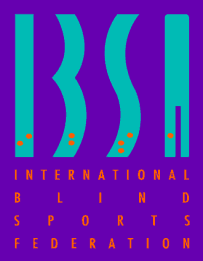 IBSA
INTERNATIONAL
BLIND
SPORTS
FEDERATION